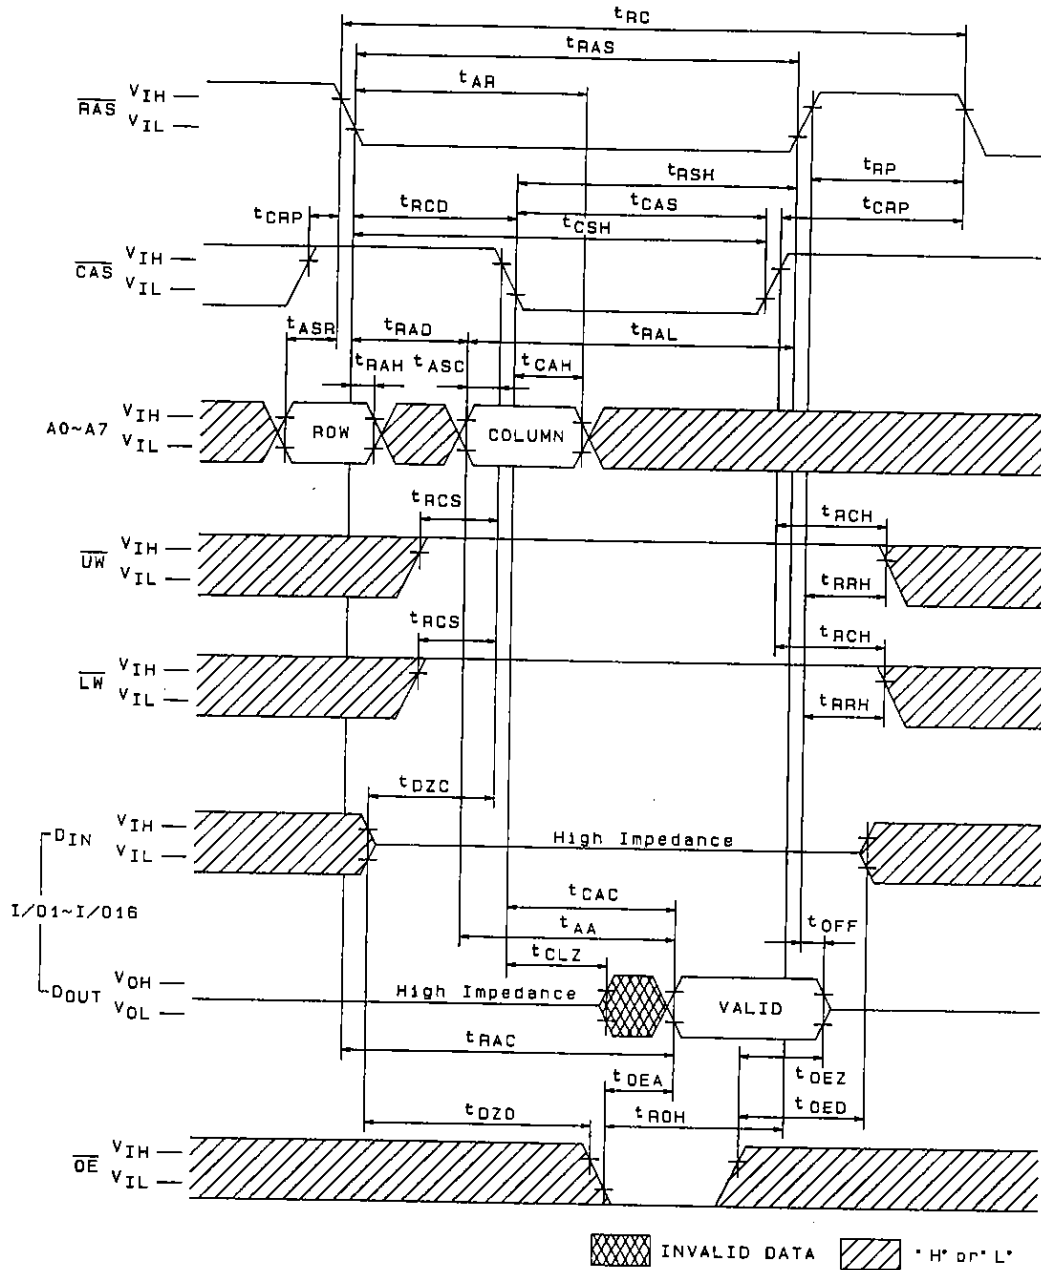 tRC
tRAS
tAR
RAS VIH
VIL
tRSH
tRP
tCRP
tRCD
tCAS
tCRP
tCSH
CAS VIH
VIL
tASR
tRAD
tRAL
tRAH
tASC
tCAH
A0~A7 VIH
VIL
ROW
COLUMN
tRCS
tRCH
UW VIH
VIL
tRRH
tRCS
tRCH
LW VIH
VIL
tRRH
tDZC
DIN VIH
VIL
High Impedance
I/O1~I/O16
tCAC
tAA
tOFF
tCLZ
DOUT VOH
VOL
High Impedance
VALID
tRAC
tOEA
tOEZ
tDZO
tROH
tOED
OE VIH
VIL
INVALID DATA
"H" or "L"